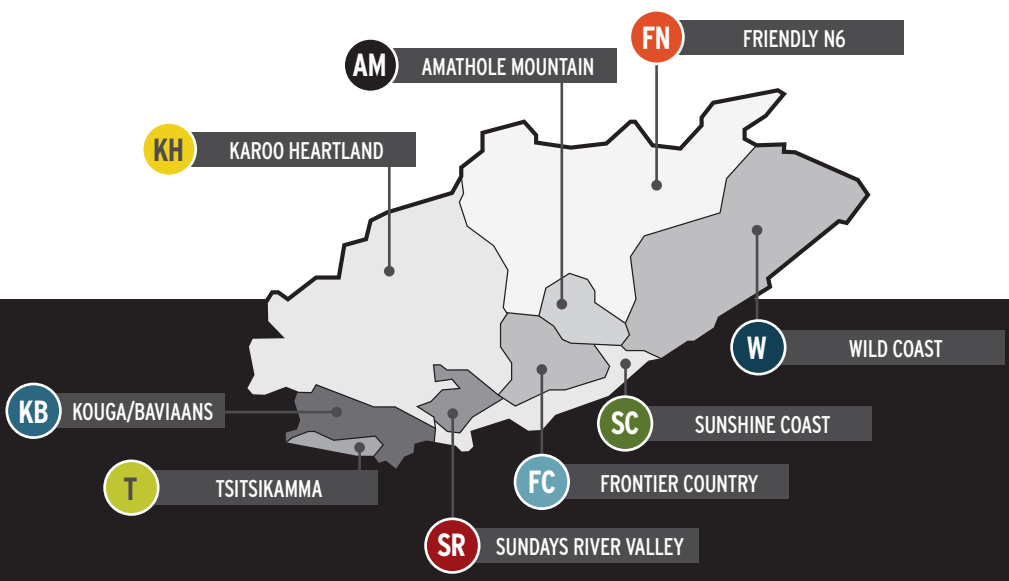 FN FRIENDLY N6
AM AMATHOLE MOUNTAIN
KH KAROO HEARTLAND
W WILD COAST
KB KOUGA/BAVIAANS
SC SUNSHINE COAST
T TSITSIKAMMA
FC FRONTIER COUNTRY
SR SUNDAYS RIVER VALLEY